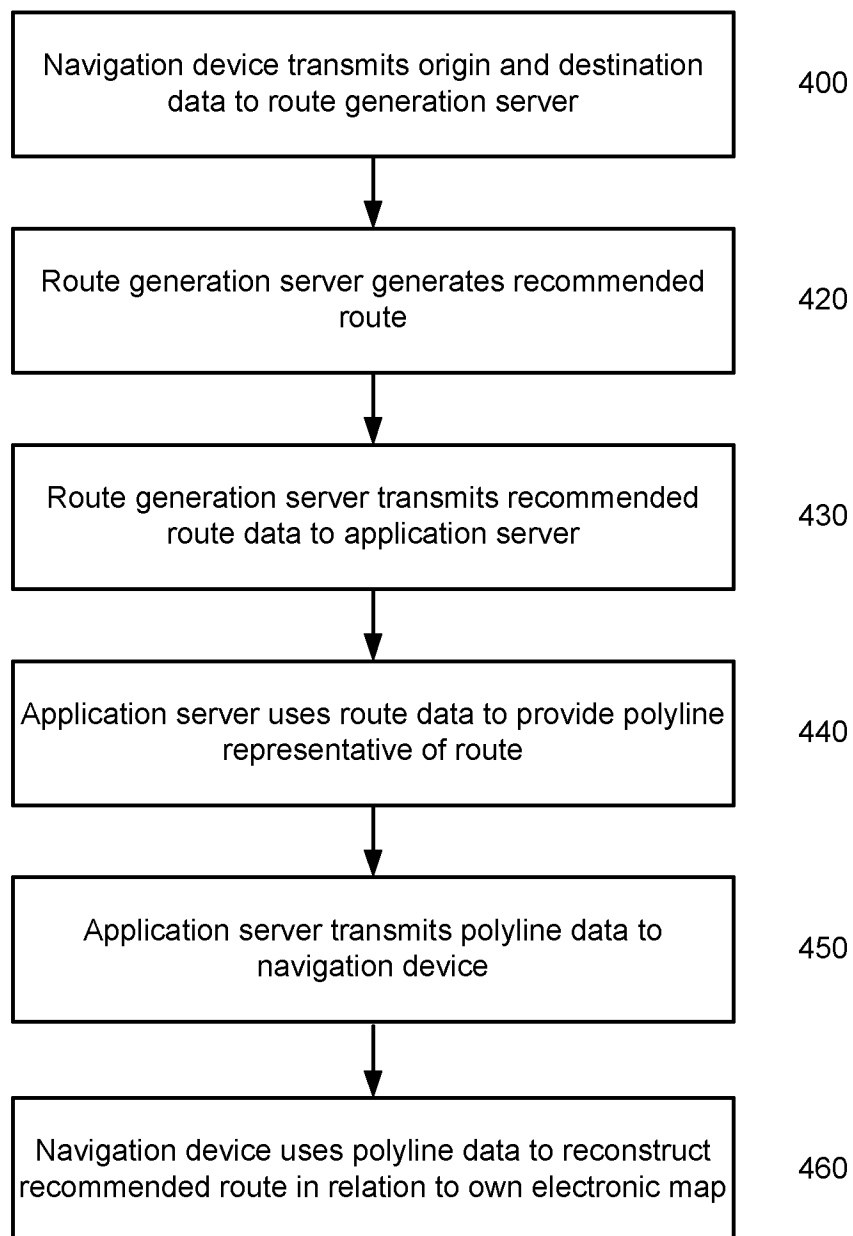 Navigation device transmits origin and destination
data to route generation server
400
Route generation server generates recommended
route
420
Route generation server transmits recommended
route data to application server
430
Application server uses route data to provide polyline
representative of route
440
Application server transmits polyline data to
navigation device
450
Navigation device uses polyline data to reconstruct
recommended route in relation to own electronic map
460